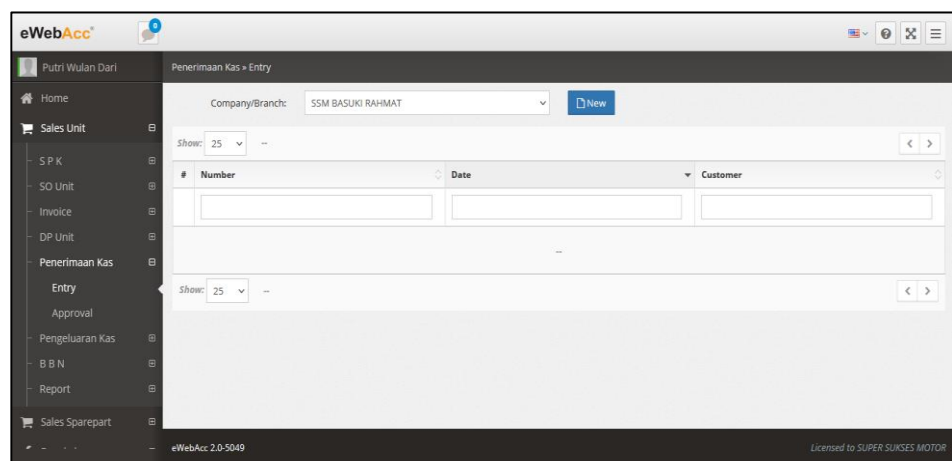 eWebAcc®
0
Putri Wulan Dari
Penerimaan Kas » Entry
Home
Sales Unit
S P K
SO Unit
Invoice
DP Unit
Penerimaan Kas
Entry
Approval
Pengeluaran Kas
B B N
Report
Sales Sparepart
Company/Branch: SSM BASUKI RAHMAT New
Show: 25 --
# Number Date Customer
--
Show: 25 --
eWebAcc 2.0-5049
Licensed to SUPER SUKSES MOTOR